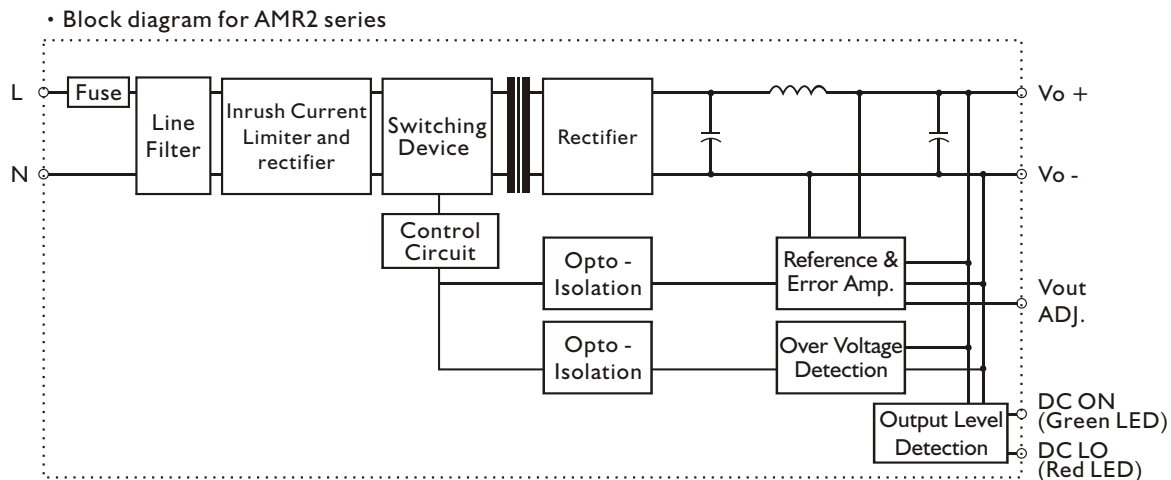 • Block diagram for AMR2 series
L
Fuse
Line
Filter
Inrush Current
Limiter and
rectifier
Switching
Device
Rectifier
Vo +
N
Vo -
Control
Circuit
Opto -
Isolation
Reference &
Error Amp.
Vout
ADJ.
Opto -
Isolation
Over Voltage
Detection
Output Level
Detection
DC ON
(Green LED)
DC LO
(Red LED)